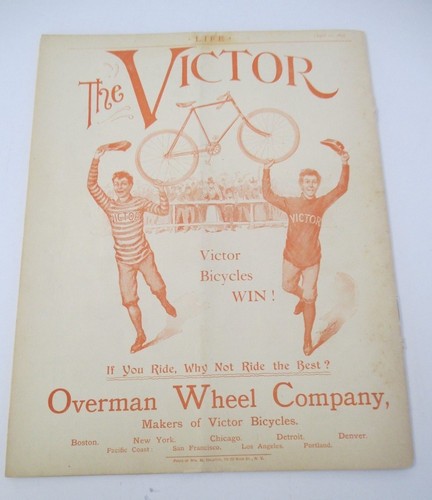 LIFE
The VICTOR
VICTOR
VICTOR
Victor
Bicycles
WIN!
If You Ride, Why Not Ride the Best?
Overman Wheel Company,
Makers of Victor Bicycles.
Boston. New York. Chicago. Detroit. Denver.
Pacific Coast San Francisco. Los Angeles. Portland.